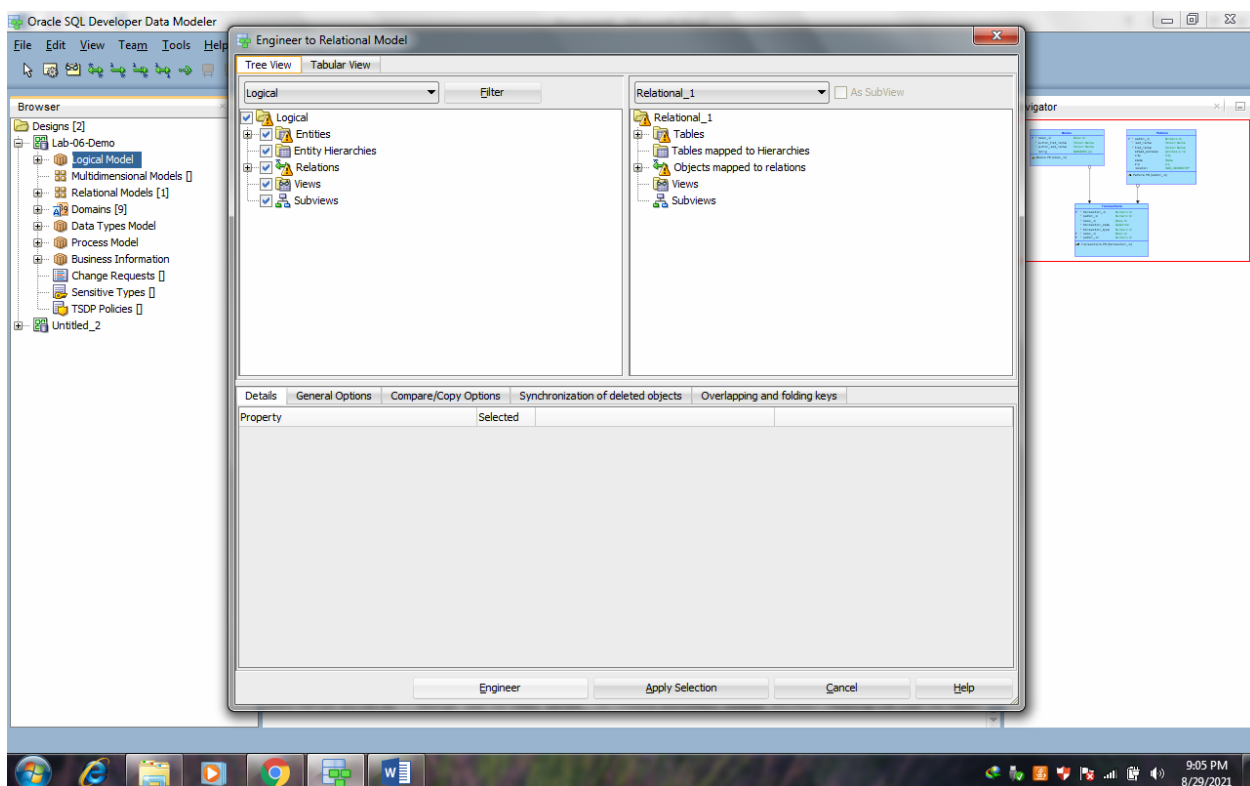 Oracle SQL Developer Data Modeler
File Edit View Team Tools Help
Browser
Designs [2]
Lab-06-Demo
Logical Model
Multidimensional Models []
Relational Models [1]
Domains [9]
Data Types Model
Process Model
Business Information
Change Requests []
Sensitive Types []
TSDP Policies []
Untitled_2
Engineer to Relational Model
Tree View Tabular View
Logical Filter
Logical
Entities
Entity Hierarchies
Relations
Views
Subviews
Relational_1 As SubView
Relational_1
Tables
Tables mapped to Hierarchies
Objects mapped to relations
Views
Subviews
Details General Options Compare/Copy Options Synchronization of deleted objects Overlapping and folding keys
Property Selected
Engineer Apply Selection Cancel Help
vigator
9:05 PM
8/29/2021